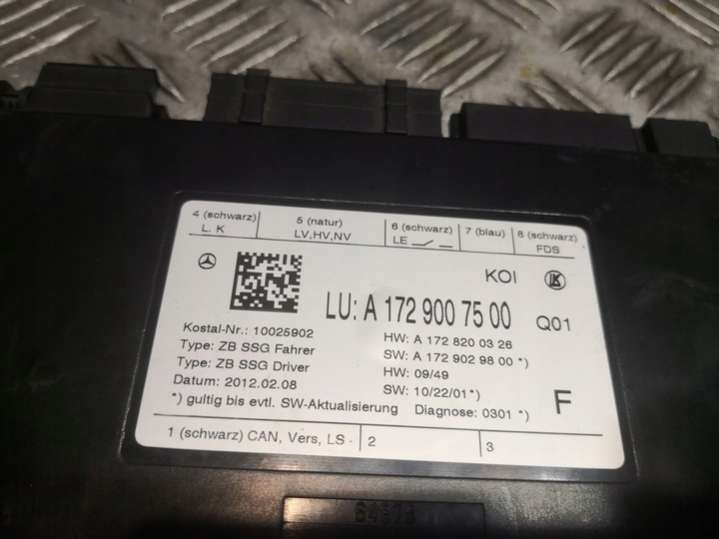 4 (schwarz) 5 (natur) 6 (schwarz) 7 (blau) 8 (schwarz)
L. K LV,HV,NV LE FDS
KOI
LU: A 172 900 75 00 Q01
Kostal-Nr.: 10025902 HW: A 172 820 03 26
Type: ZB SSG Fahrer SW: A 172 902 98 00 *)
Type: ZB SSG Driver HW: 09/49
Datum: 2012.02.08 SW: 10/22/01*) F
*) gultig bis evtl. SW-Aktualisierung Diagnose: 0301 *)
1 (schwarz) CAN, Vers, LS - 2 3